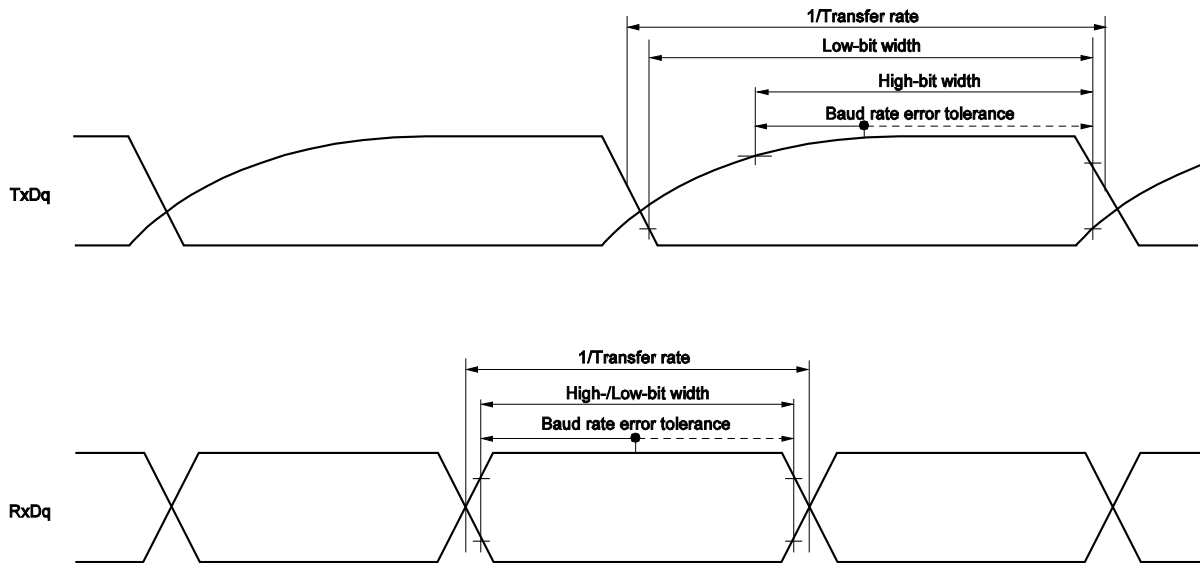 1/Transfer rate
Low-bit width
High-bit width
Baud rate error tolerance
TxDq
1/Transfer rate
High-/Low-bit width
Baud rate error tolerance
RxDq